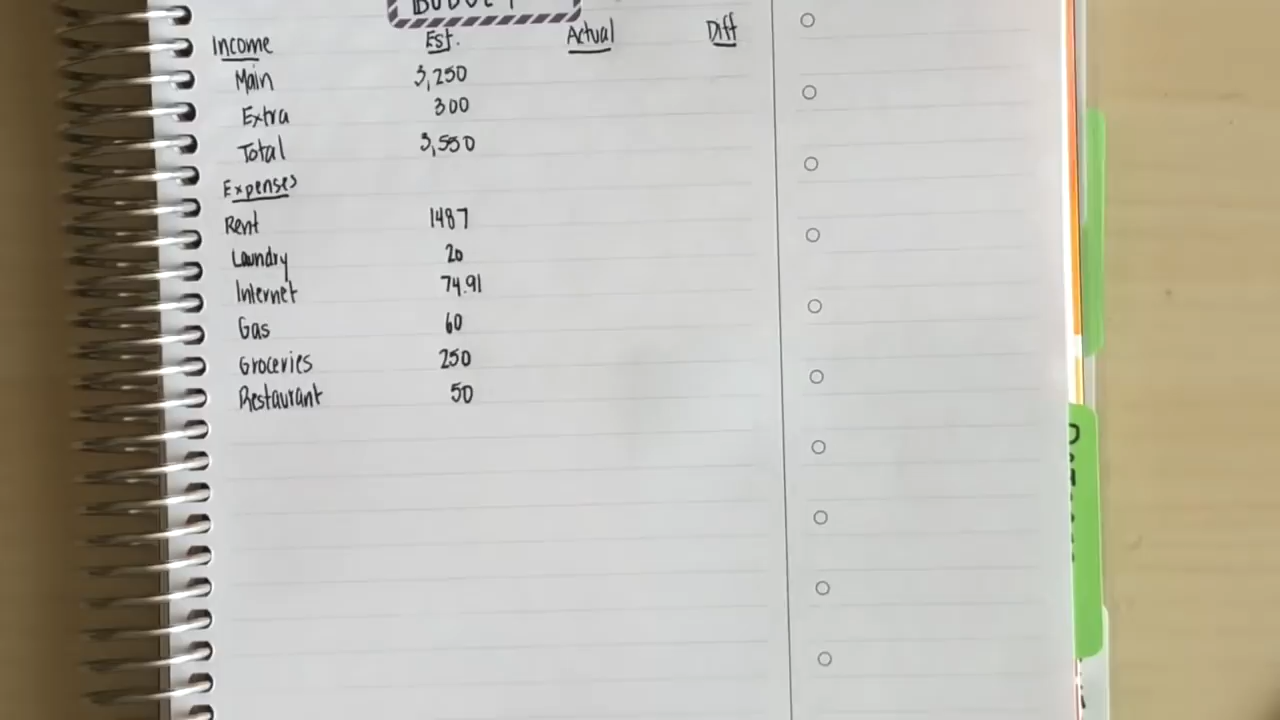 BUDGET
Income Est. Actual Diff
Main 3,250
Extra 300
Total 3,550
Expenses
Rent 1487
Laundry 20
Internet 74.91
Gas 60
Groceries 250
Restaurant 50